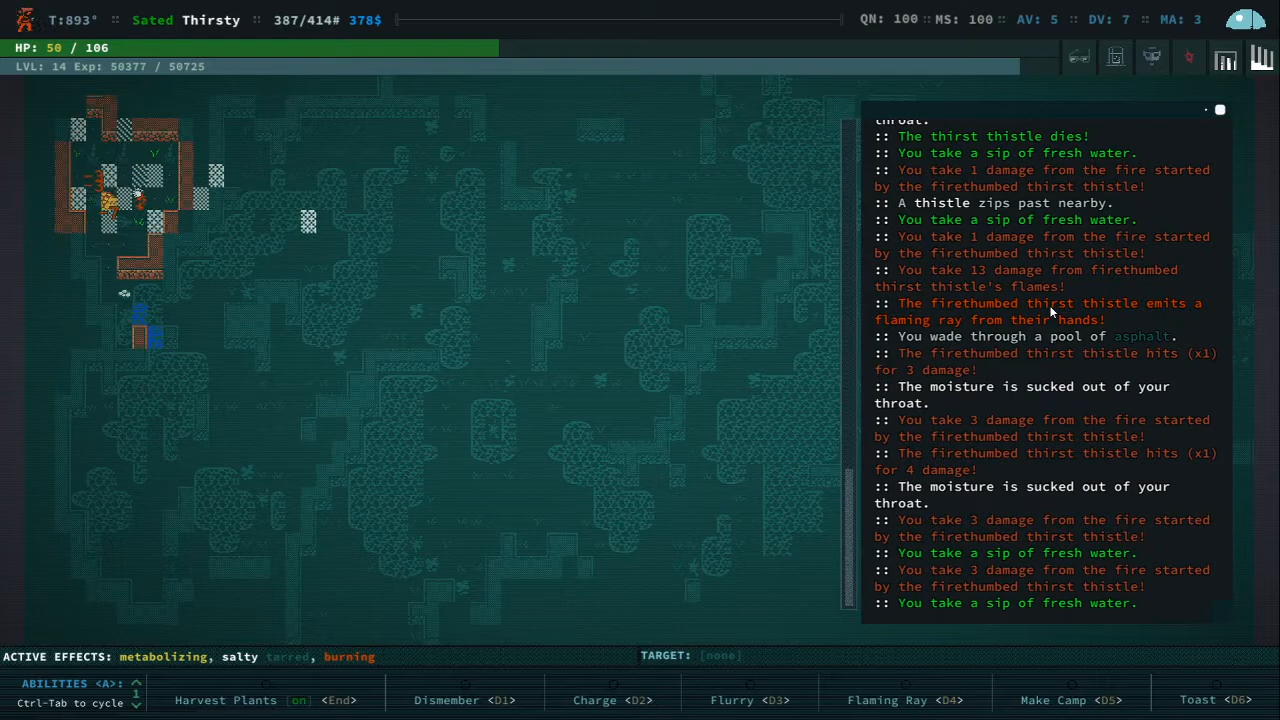 T:893° :: Sated Thirsty :: 387/414# 378$ QN: 100 :: MS: 100 :: AV: 5 :: DV: 7 :: MA: 3
HP: 50 / 106
LVL: 14 Exp: 50377 / 50725
throat.
:: The thirst thistle dies!
:: You take a sip of fresh water.
:: You take 1 damage from the fire started
by the firethumbed thirst thistle!
:: A thistle zips past nearby.
:: You take a sip of fresh water.
:: You take 1 damage from the fire started
by the firethumbed thirst thistle!
:: You take 13 damage from firethumbed
thirst thistle's flames!
:: The firethumbed thirst thistle emits a
flaming ray from their hands!
:: You wade through a pool of asphalt.
:: The firethumbed thirst thistle hits (x1)
for 3 damage!
:: The moisture is sucked out of your
throat.
:: You take 3 damage from the fire started
by the firethumbed thirst thistle!
:: The firethumbed thirst thistle hits (x1)
for 4 damage!
:: The moisture is sucked out of your
throat.
:: You take 3 damage from the fire started
by the firethumbed thirst thistle!
:: You take a sip of fresh water.
:: You take 3 damage from the fire started
by the firethumbed thirst thistle!
:: You take a sip of fresh water.
ACTIVE EFFECTS: metabolizing, salty tarred, burning TARGET: [none]
ABILITIES <A>: 1
Ctrl-Tab to cycle
Harvest Plants [on] <End> Dismember <D1> Charge <D2> Flurry <D3> Flaming Ray <D4> Make Camp <D5> Toast <D6>